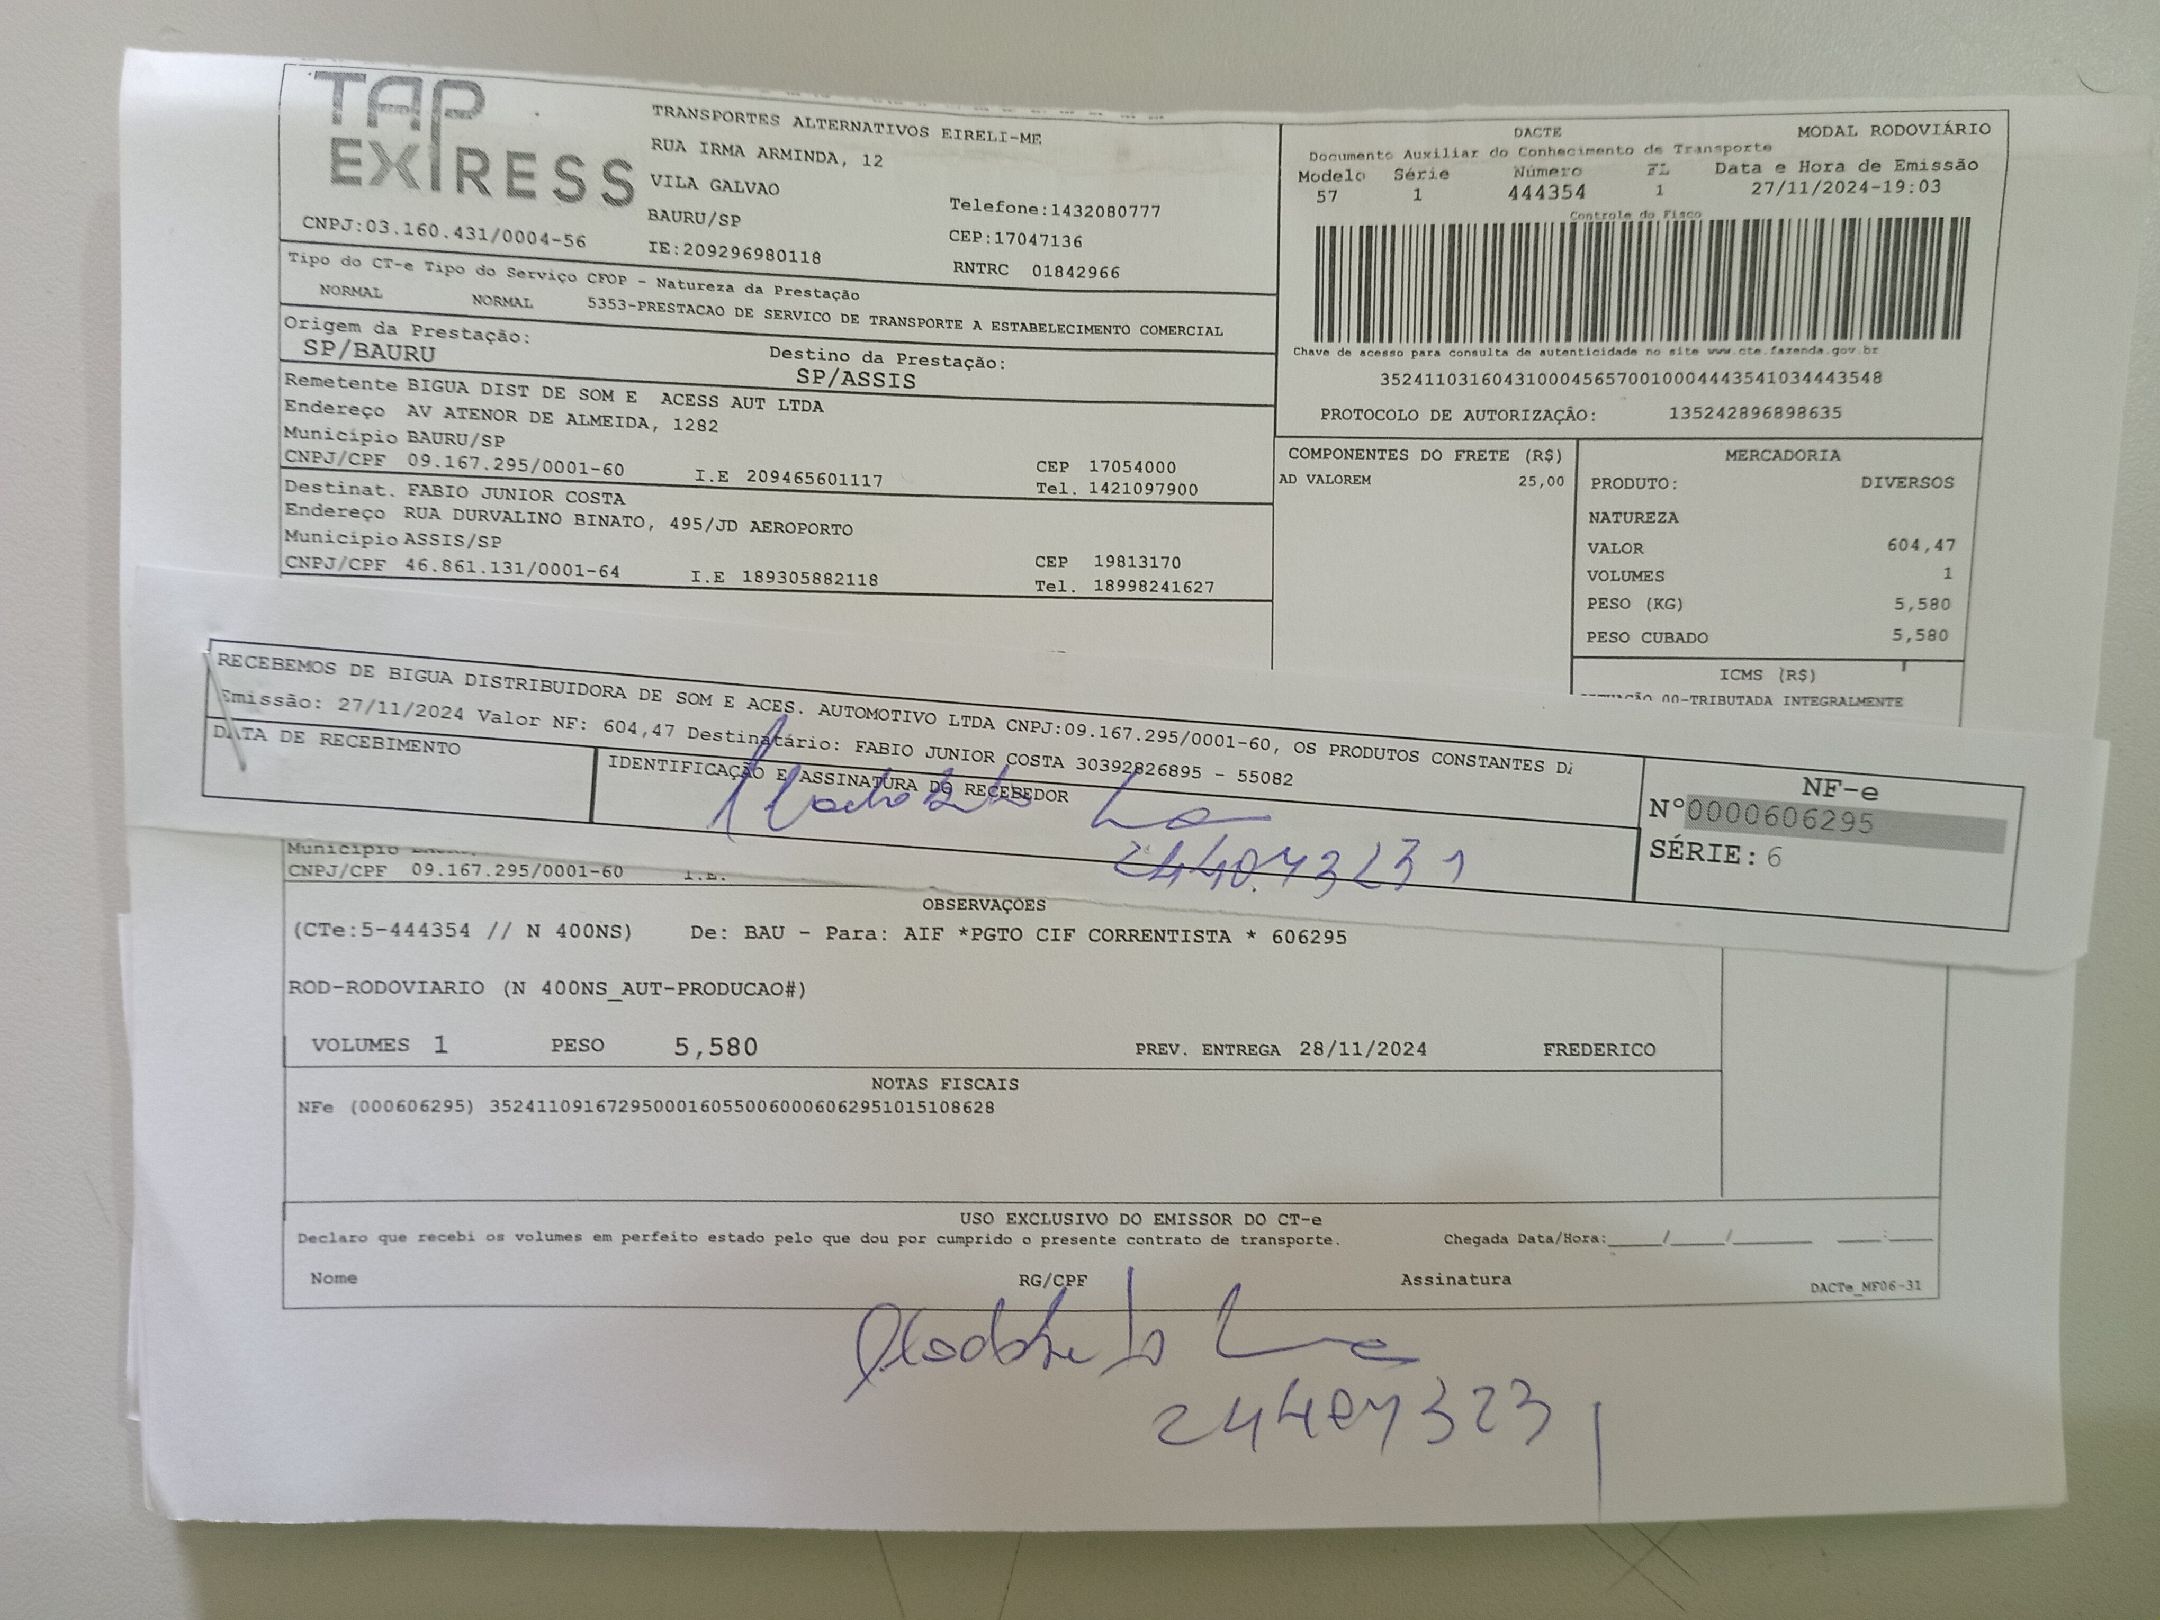 TAP
EXPRESS
TRANSPORTES ALTERNATIVOS EIRELI-ME
RUA IRMA ARMINDA, 12
VILA GALVAO
BAURU/SP
Telefone:1432080777
CEP:17047136
CNPJ:03.160.431/0004-56
IE:209296980118
RNTRC 01842966
DACTE MODAL RODOVIÁRIO
Documento Auxiliar do Conhecimento de Transporte
Modelo Série Número FL Data e Hora de Emissão
57 1 444354 1 27/11/2024-19:03
Controle do Fisco
Chave de acesso para consulta de autenticidade no site www.cte.fazenda.gov.br
35241103160431000456570010004443541034443548
PROTOCOLO DE AUTORIZAÇÃO: 135242896898635
Tipo do CT-e Tipo do Serviço CFOP - Natureza da Prestação
NORMAL NORMAL 5353-PRESTACAO DE SERVICO DE TRANSPORTE A ESTABELECIMENTO COMERCIAL
Origem da Prestação: Destino da Prestação:
SP/BAURU SP/ASSIS
Remetente BIGUA DIST DE SOM E ACESS AUT LTDA
Endereço AV ATENOR DE ALMEIDA, 1282
Município BAURU/SP CEP 17054000
CNPJ/CPF 09.167.295/0001-60 I.E 209465601117 Tel. 1421097900
Destinat. FABIO JUNIOR COSTA
Endereço RUA DURVALINO BINATO, 495/JD AEROPORTO
Município ASSIS/SP CEP 19813170
CNPJ/CPF 46.861.131/0001-64 I.E 189305882118 Tel. 18998241627
COMPONENTES DO FRETE (R$)
AD VALOREM 25,00
MERCADORIA
PRODUTO: DIVERSOS
NATUREZA
VALOR 604,47
VOLUMES 1
PESO (KG) 5,580
PESO CUBADO 5,580
ICMS (R$)
00-TRIBUTADA INTEGRALMENTE
RECEBEMOS DE BIGUA DISTRIBUIDORA DE SOM E ACES. AUTOMOTIVO LTDA CNPJ:09.167.295/0001-60, OS PRODUTOS CONSTANTES DA
Emissão: 27/11/2024 Valor NF: 604,47 Destinatário: FABIO JUNIOR COSTA 30392826895 - 55082
DATA DE RECEBIMENTO IDENTIFICAÇÃO E ASSINATURA DO RECEBEDOR
NF-e
Nº0000606295
SÉRIE: 6
Município
CNPJ/CPF 09.167.295/0001-60 I.E.
OBSERVAÇÕES
(CTe:5-444354 // N 400NS) De: BAU - Para: AIF *PGTO CIF CORRENTISTA * 606295
ROD-RODOVIARIO (N 400NS_AUT-PRODUCAO#)
VOLUMES 1 PESO 5,580 PREV. ENTREGA 28/11/2024 FREDERICO
NOTAS FISCAIS
NFe (000606295) 35241109167295000160550060006062951015108628
USO EXCLUSIVO DO EMISSOR DO CT-e
Declaro que recebi os volumes em perfeito estado pelo que dou por cumprido o presente contrato de transporte. Chegada Data/Hora:____/____/______ ___:___
Nome RG/CPF Assinatura DACTe_MF06-31